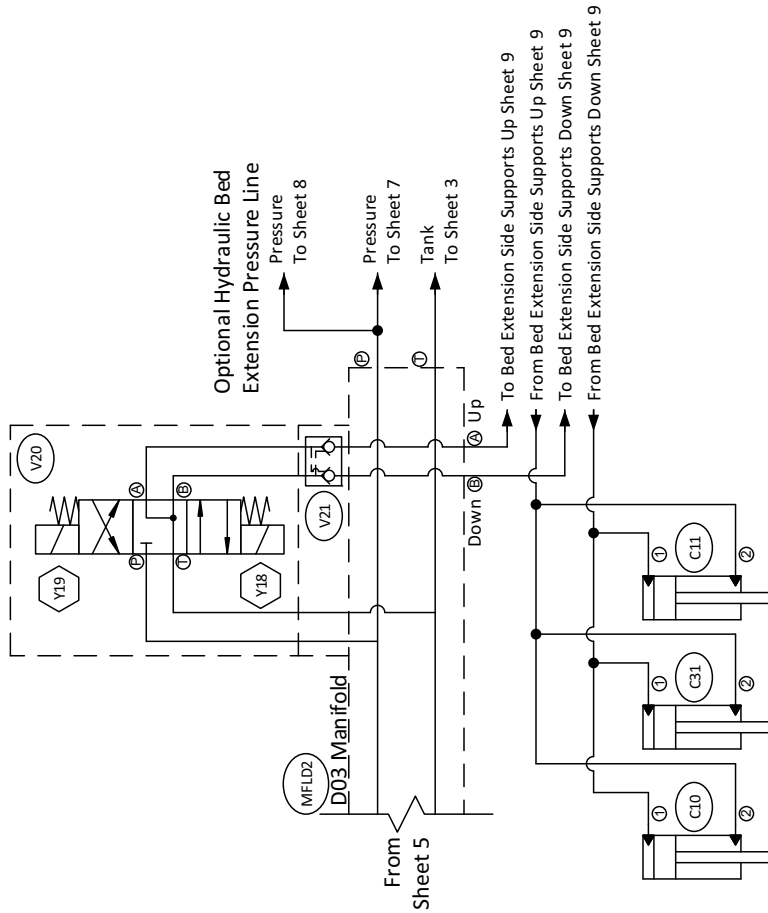 V20
Y19
Y18
P
T
A
B
V21
Optional Hydraulic Bed
Extension Pressure Line
Pressure
To Sheet 8
Pressure
To Sheet 7
Tank
To Sheet 3
P
T
MFLD2
D03 Manifold
From
Sheet 5
A Up
Down B
To Bed Extension Side Supports Up Sheet 9
From Bed Extension Side Supports Up Sheet 9
To Bed Extension Side Supports Down Sheet 9
From Bed Extension Side Supports Down Sheet 9
1
C10
2
1
C31
2
1
C11
2